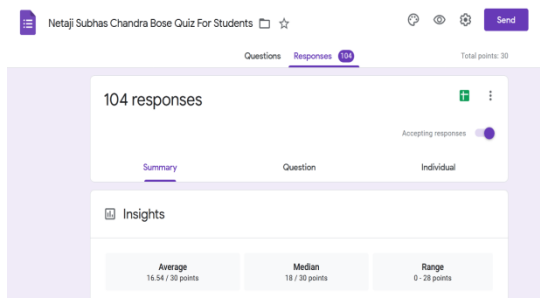 Netaji Subhas Chandra Bose Quiz For Students
Send
Questions Responses 104
Total points: 30
104 responses
Accepting responses
Summary Question Individual
Insights
Average Median Range
16.54 / 30 points 18 / 30 points 0 - 28 points